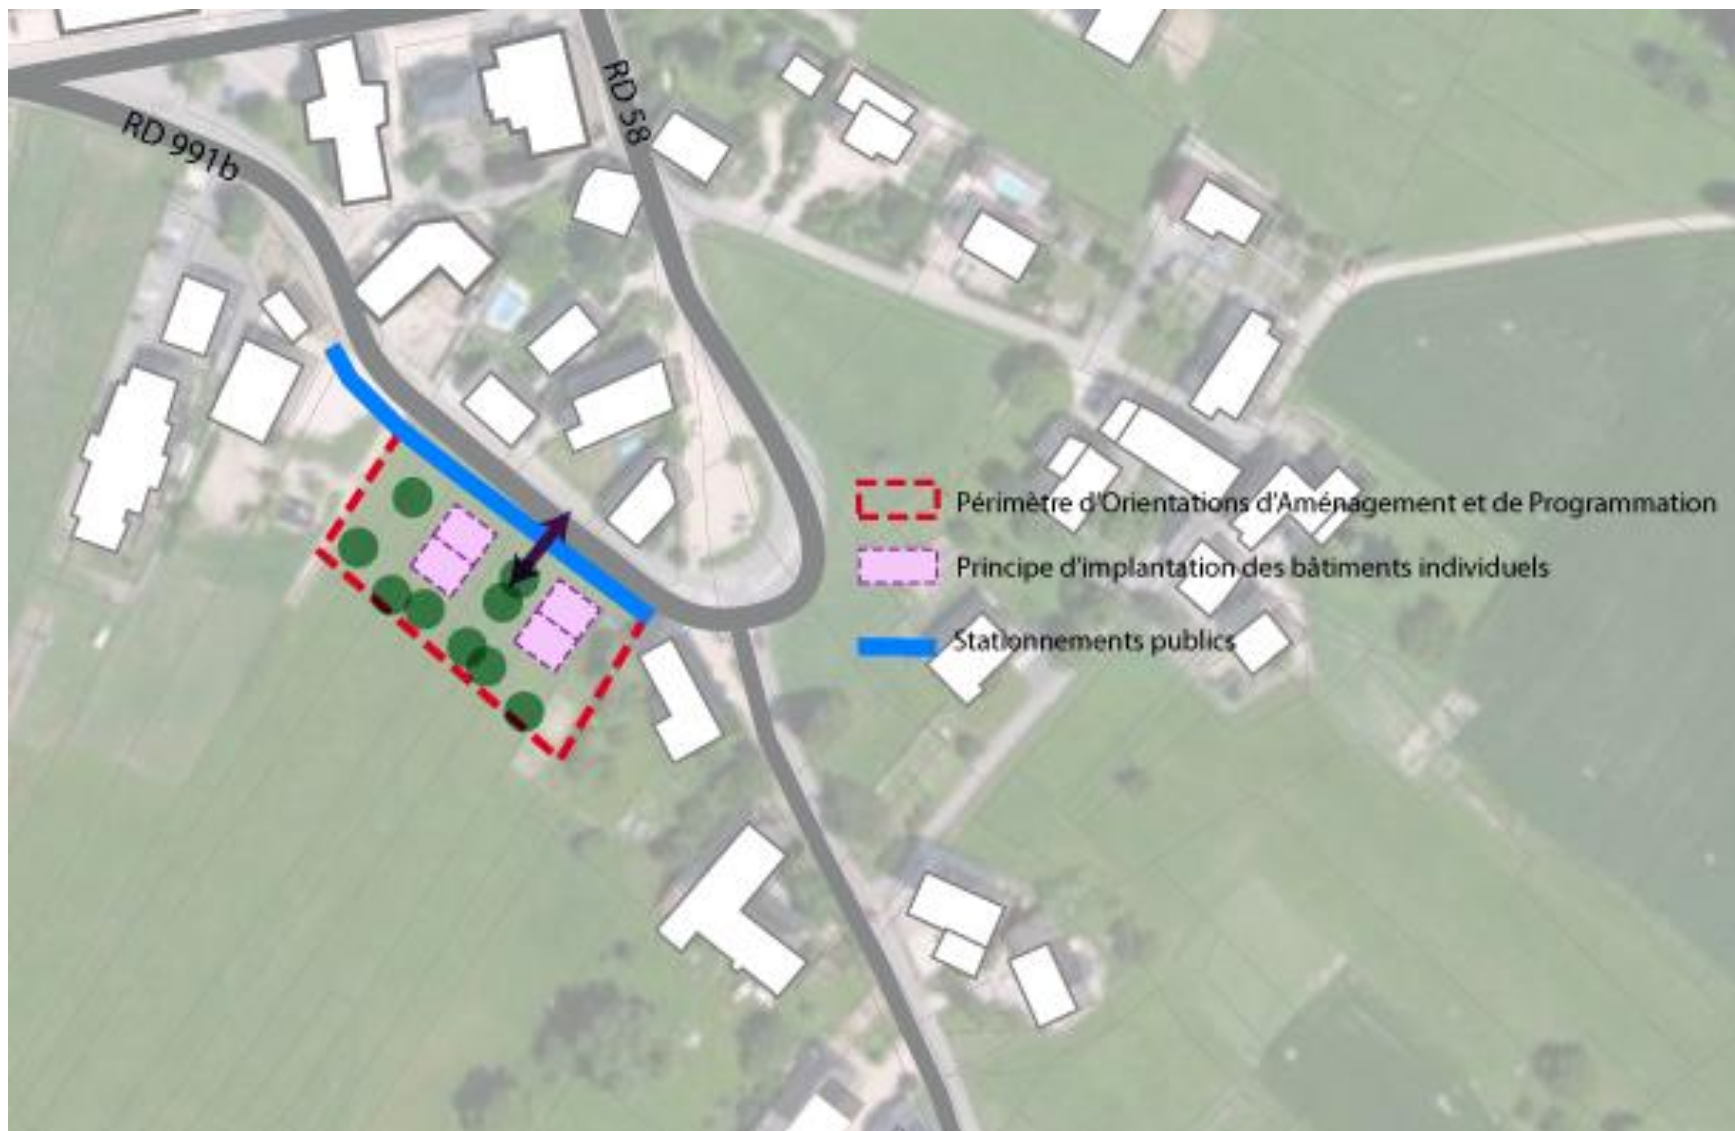 RD 58
RD 991b
Périmètre d'Orientations d'Aménagement et de Programmation
Principe d'implantation des bâtiments individuels
Stationnements publics